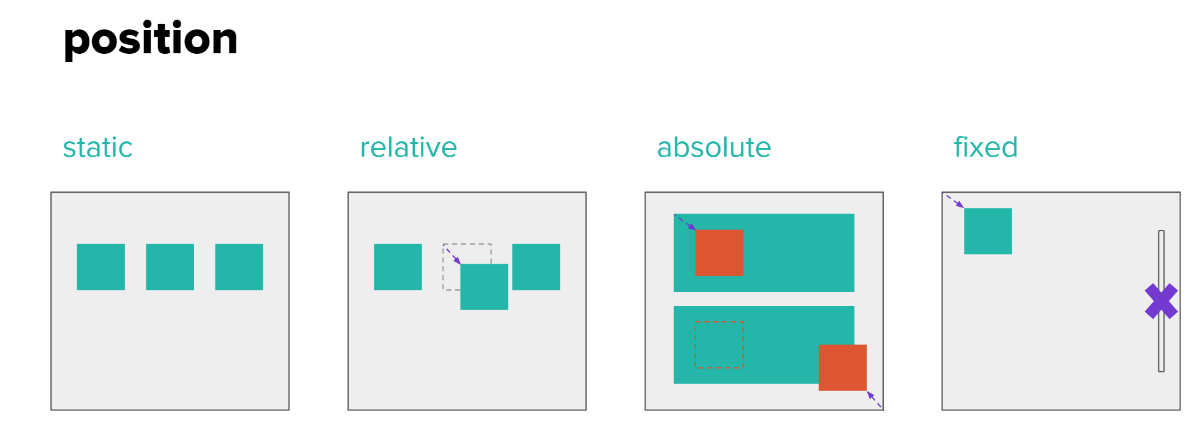 position
static
relative
absolute
fixed